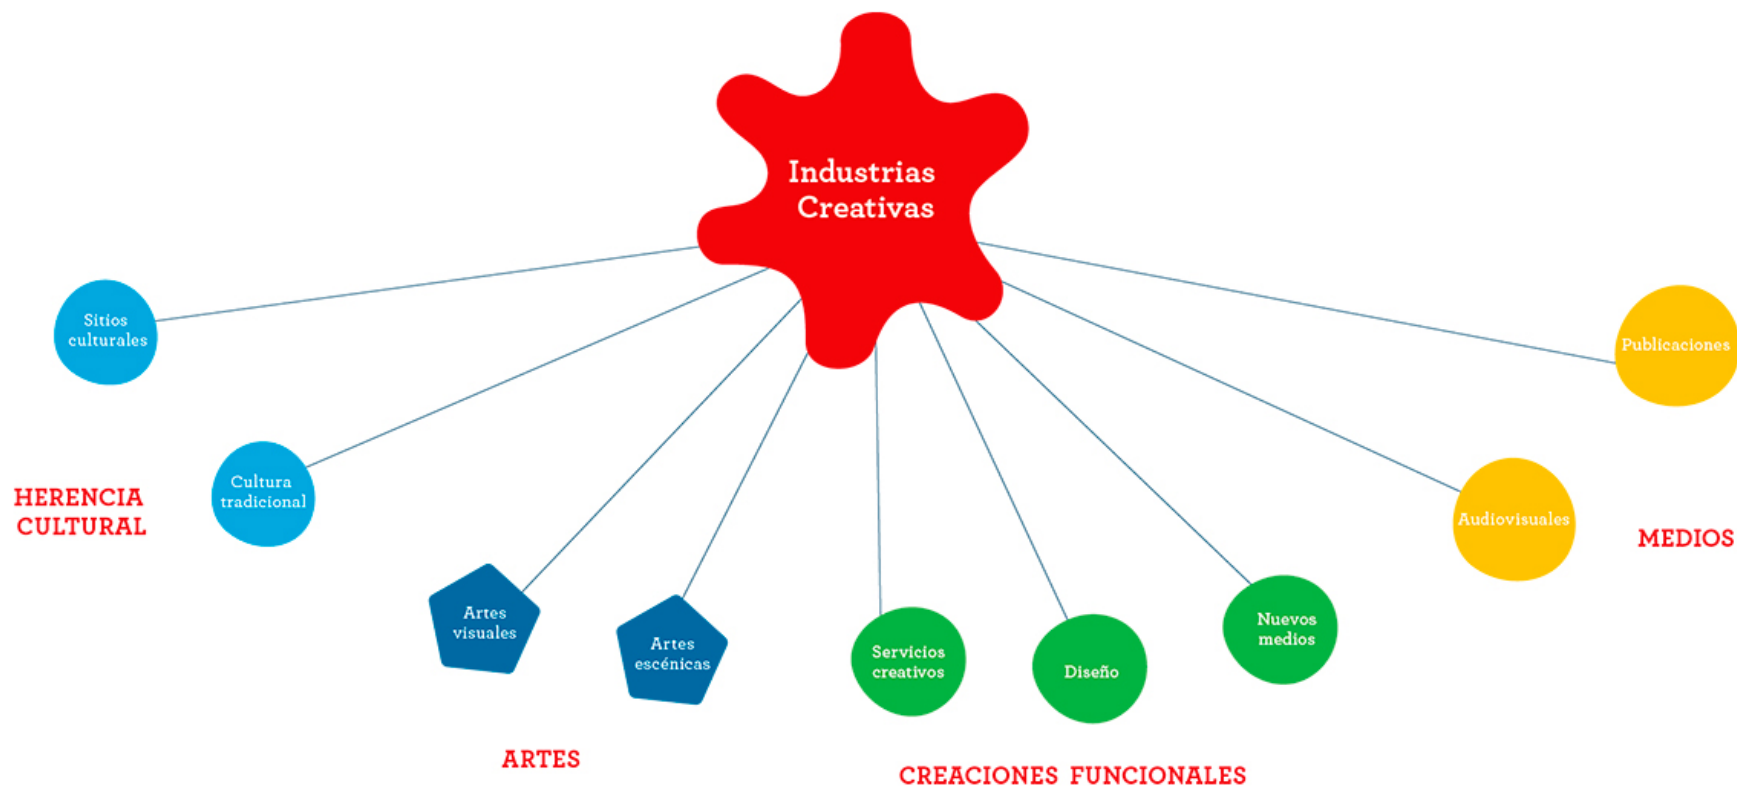 Industrias
Creativas
Sitios
culturales
Cultura
tradicional
HERENCIA
CULTURAL
Artes
visuales
Artes
escénicas
ARTES
Servicios
creativos
Diseño
Nuevos
medios
CREACIONES FUNCIONALES
Publicaciones
Audiovisuales
MEDIOS